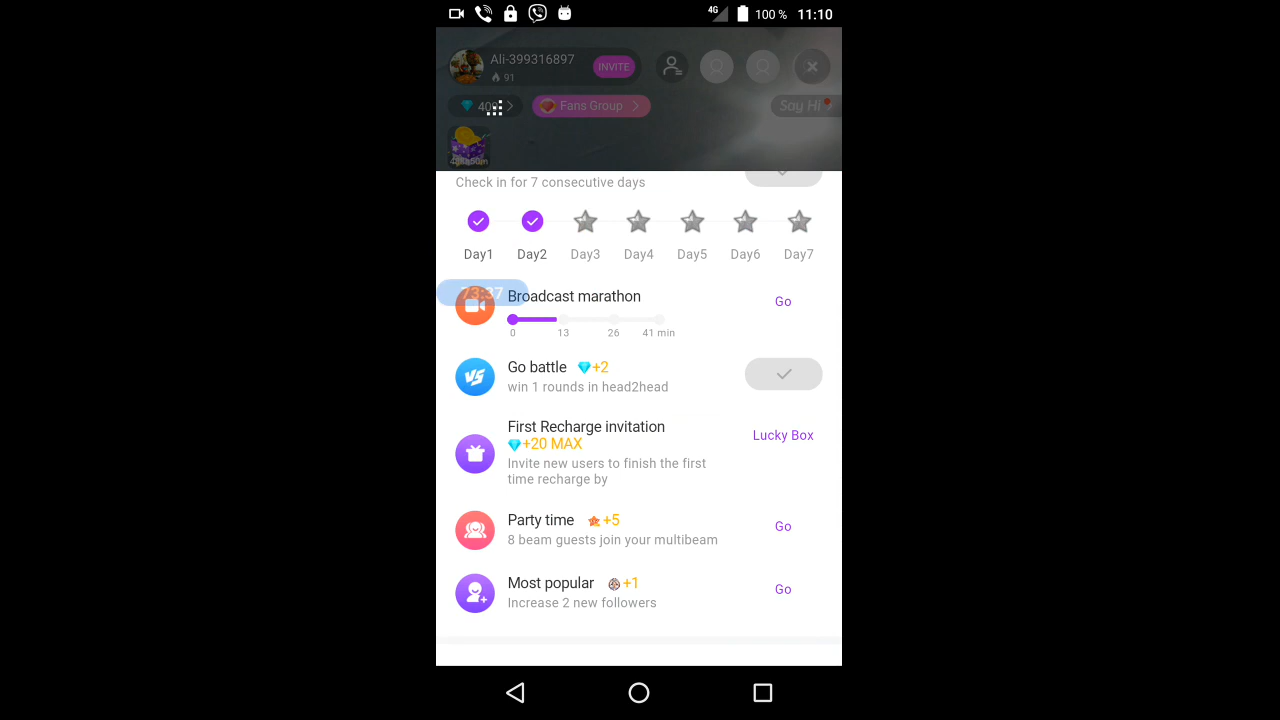 4G 100 % 11:10
Ali-399316897
91
INVITE
Fans Group
Say Hi
Check in for 7 consecutive days
Day1 Day2 Day3 Day4 Day5 Day6 Day7
Broadcast marathon
Go
0 13 26 41 min
Go battle +2
win 1 rounds in head2head
First Recharge invitation
+20 MAX
Lucky Box
Invite new users to finish the first
time recharge by
Party time +5
Go
8 beam guests join your multibeam
Most popular +1
Go
Increase 2 new followers